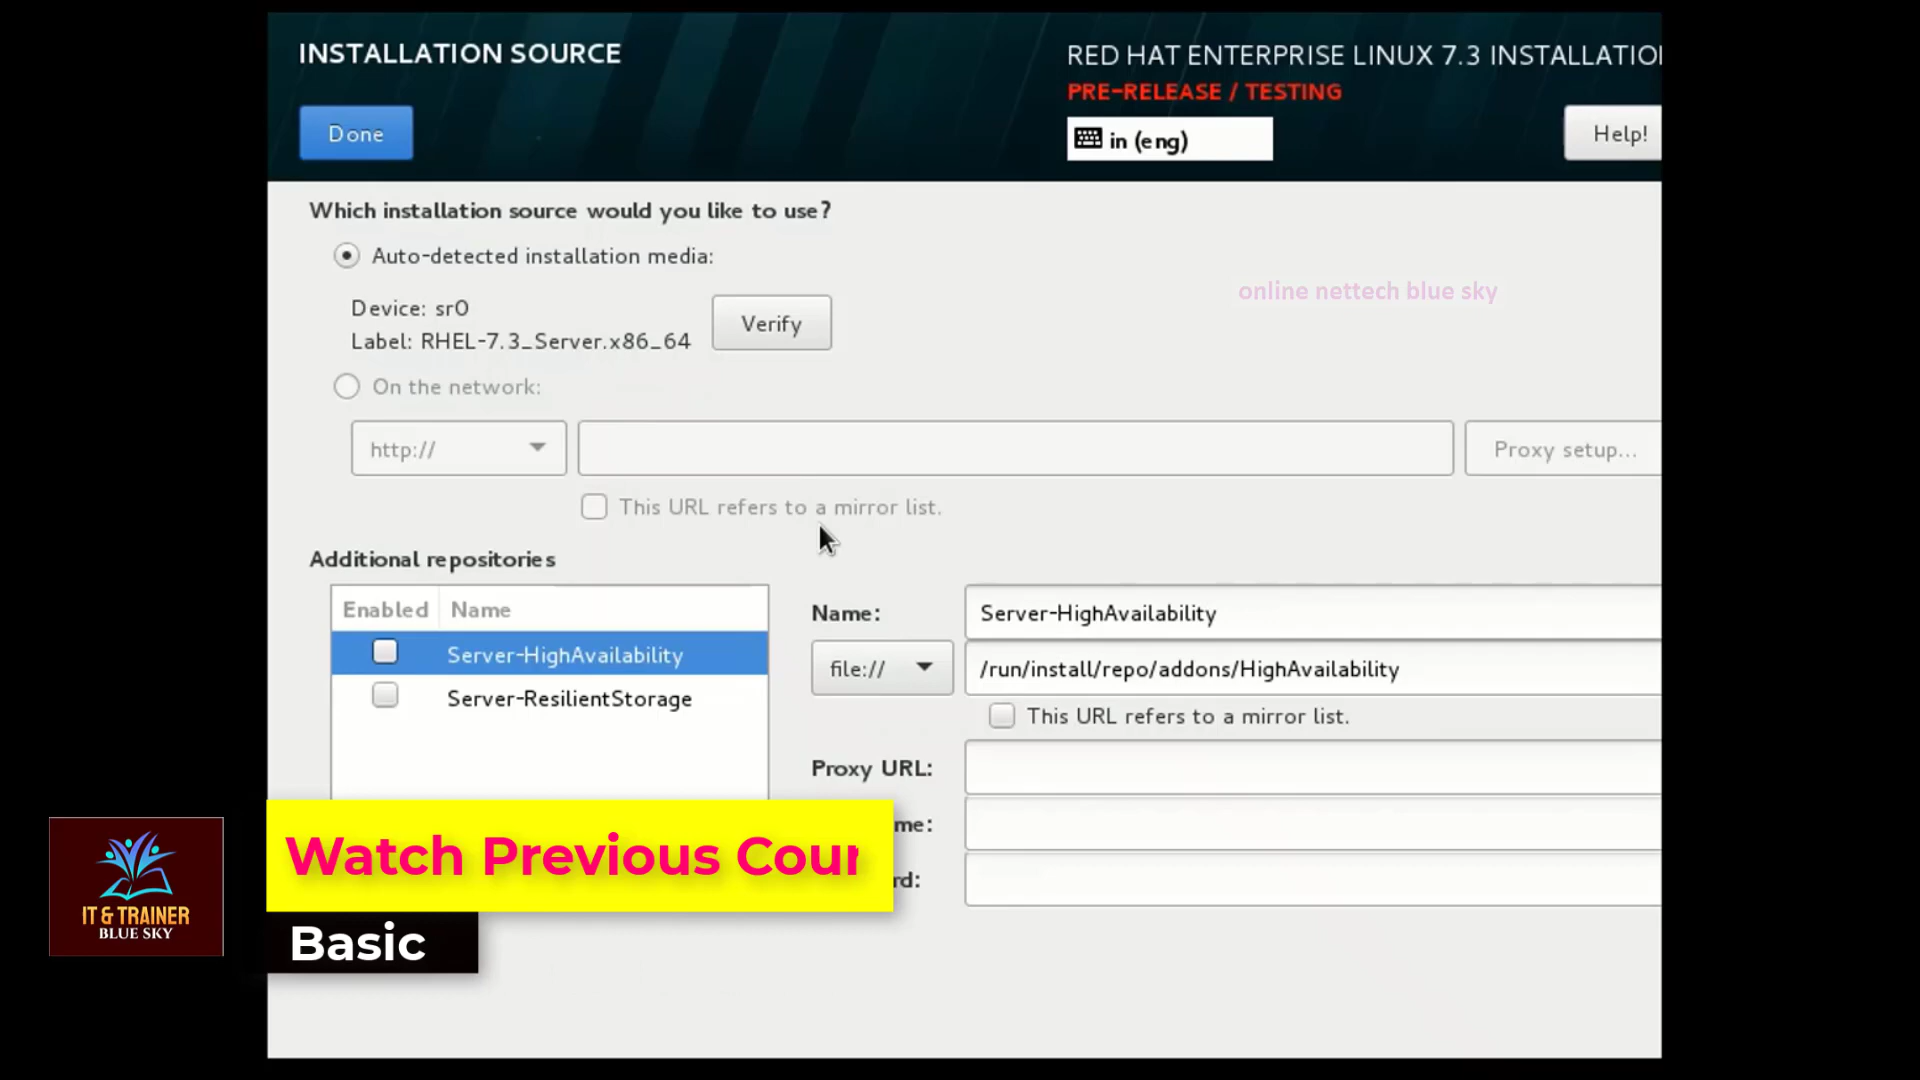 INSTALLATION SOURCE
RED HAT ENTERPRISE LINUX 7.3 INSTALLATIO
PRE-RELEASE / TESTING
Done
in (eng)
Help!
Which installation source would you like to use?
Auto-detected installation media:
online nettech blue sky
Device: sr0
Label: RHEL-7.3_Server.x86_64
Verify
On the network:
http://
Proxy setup...
This URL refers to a mirror list.
Additional repositories
Enabled Name
Server-HighAvailability
Server-ResilientStorage
Name: Server-HighAvailability
file:// /run/install/repo/addons/HighAvailability
This URL refers to a mirror list.
Proxy URL:
me:
rd:
Watch Previous Cour
Basic
IT & TRAINER
BLUE SKY